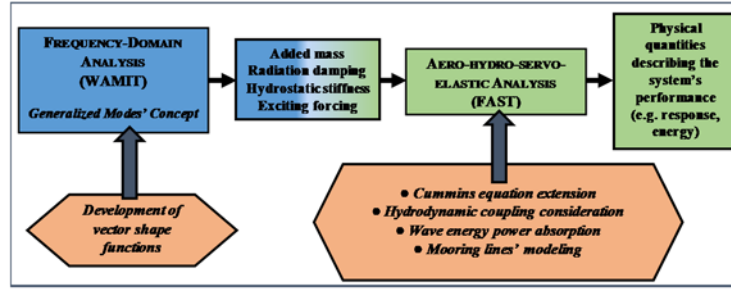 FREQUENCY-DOMAIN
ANALYSIS
(WAMIT)
Generalized Modes' Concept
Added mass
Radiation damping
Hydrostatic stiffness
Exciting forcing
AERO-HYDRO-SERVO-
ELASTIC ANALYSIS
(FAST)
Physical
quantities
describing the
system's
performance
(e.g. response,
energy)
Development of
vector shape
functions
● Cummins equation extension
● Hydrodynamic coupling consideration
● Wave energy power absorption
● Mooring lines' modeling